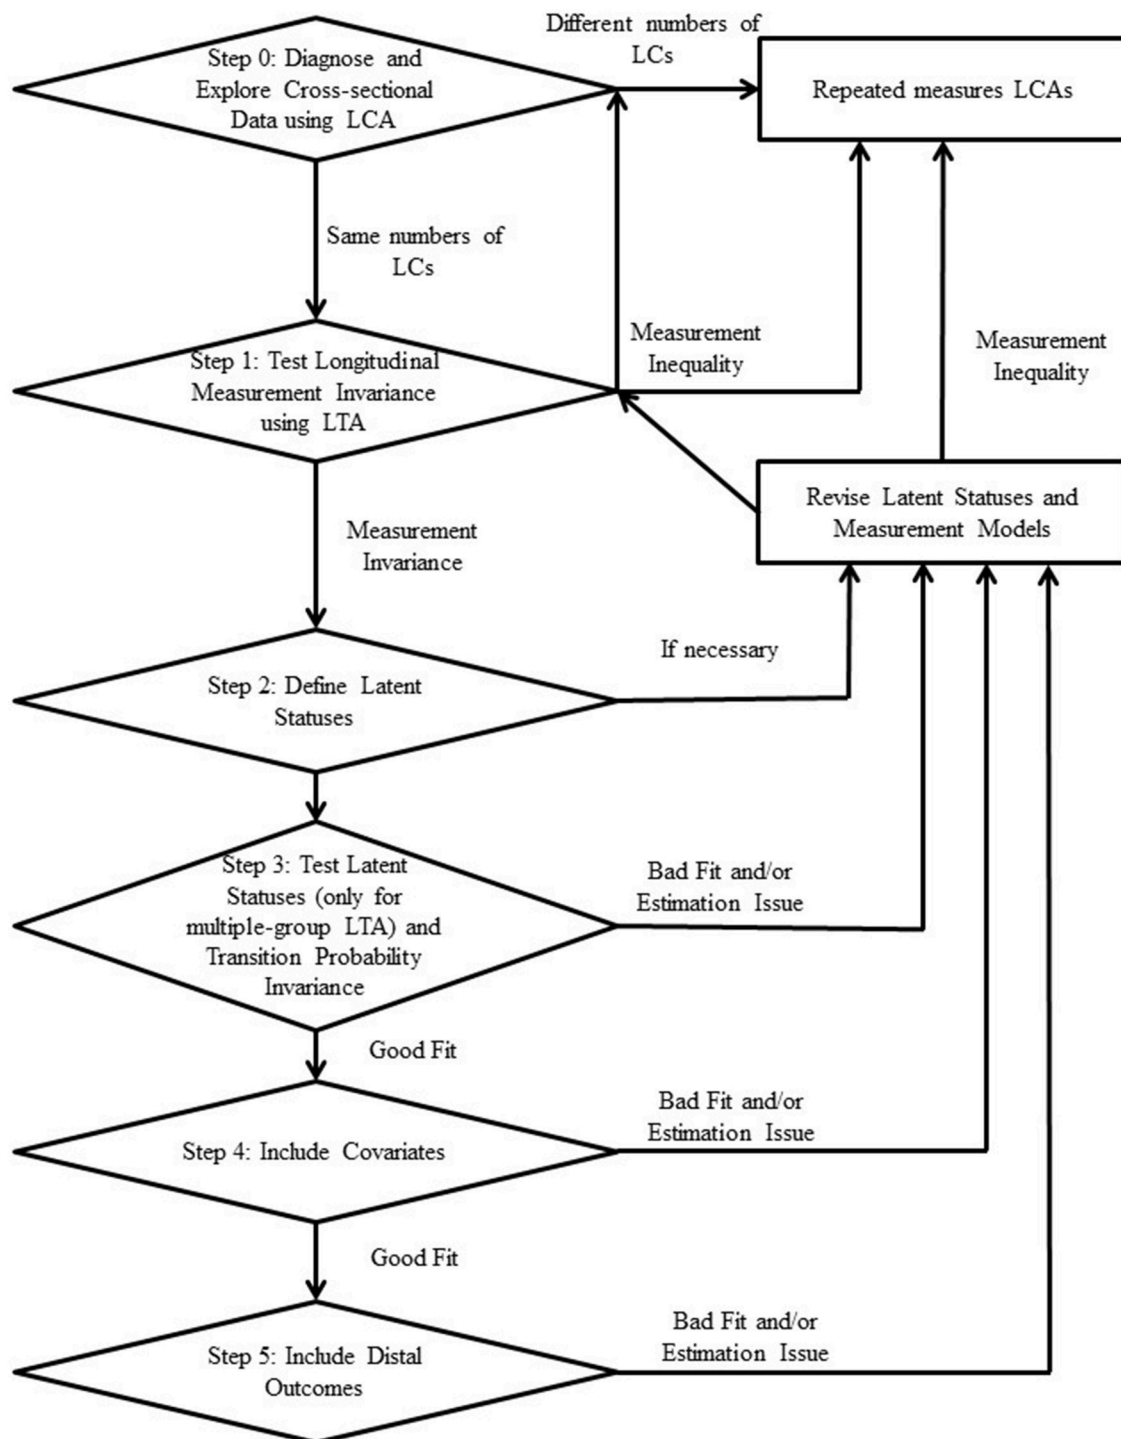 Step 0: Diagnose and
Explore Cross-sectional
Data using LCA
Different numbers of
LCs
Repeated measures LCAs
Same numbers of
LCs
Step 1: Test Longitudinal
Measurement Invariance
using LTA
Measurement
Inequality
Measurement
Inequality
Revise Latent Statuses and
Measurement Models
Measurement
Invariance
Step 2: Define Latent
Statuses
If necessary
Step 3: Test Latent
Statuses (only for
multiple-group LTA) and
Transition Probability
Invariance
Bad Fit and/or
Estimation Issue
Good Fit
Step 4: Include Covariates
Bad Fit and/or
Estimation Issue
Good Fit
Step 5: Include Distal
Outcomes
Bad Fit and/or
Estimation Issue